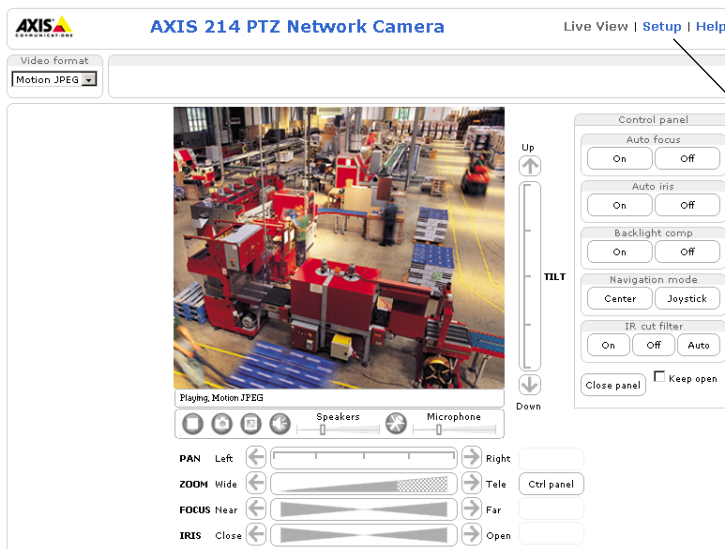 AXIS
COMMUNICATIONS
AXIS 214 PTZ Network Camera
Live View | Setup | Help
Video format
Motion JPEG
Control panel
Auto focus
On Off
Auto iris
On Off
Backlight comp
On Off
Navigation mode
Center Joystick
IR cut filter
On Off Auto
Close panel Keep open
Up
TILT
Down
Playing, Motion JPEG
Speakers Microphone
PAN Left Right
ZOOM Wide Tele Ctrl panel
FOCUS Near Far
IRIS Close Open